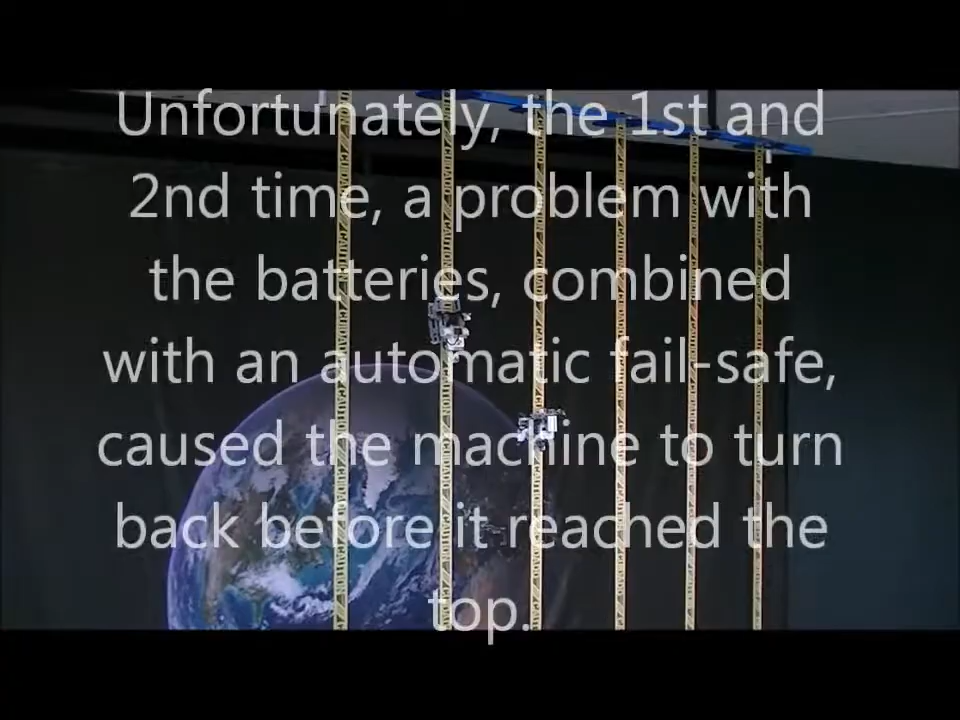 Unfortunately, the 1st and
2nd time, a problem with
the batteries, combined
with an automatic fail-safe,
caused the machine to turn
back before it reached the
top.